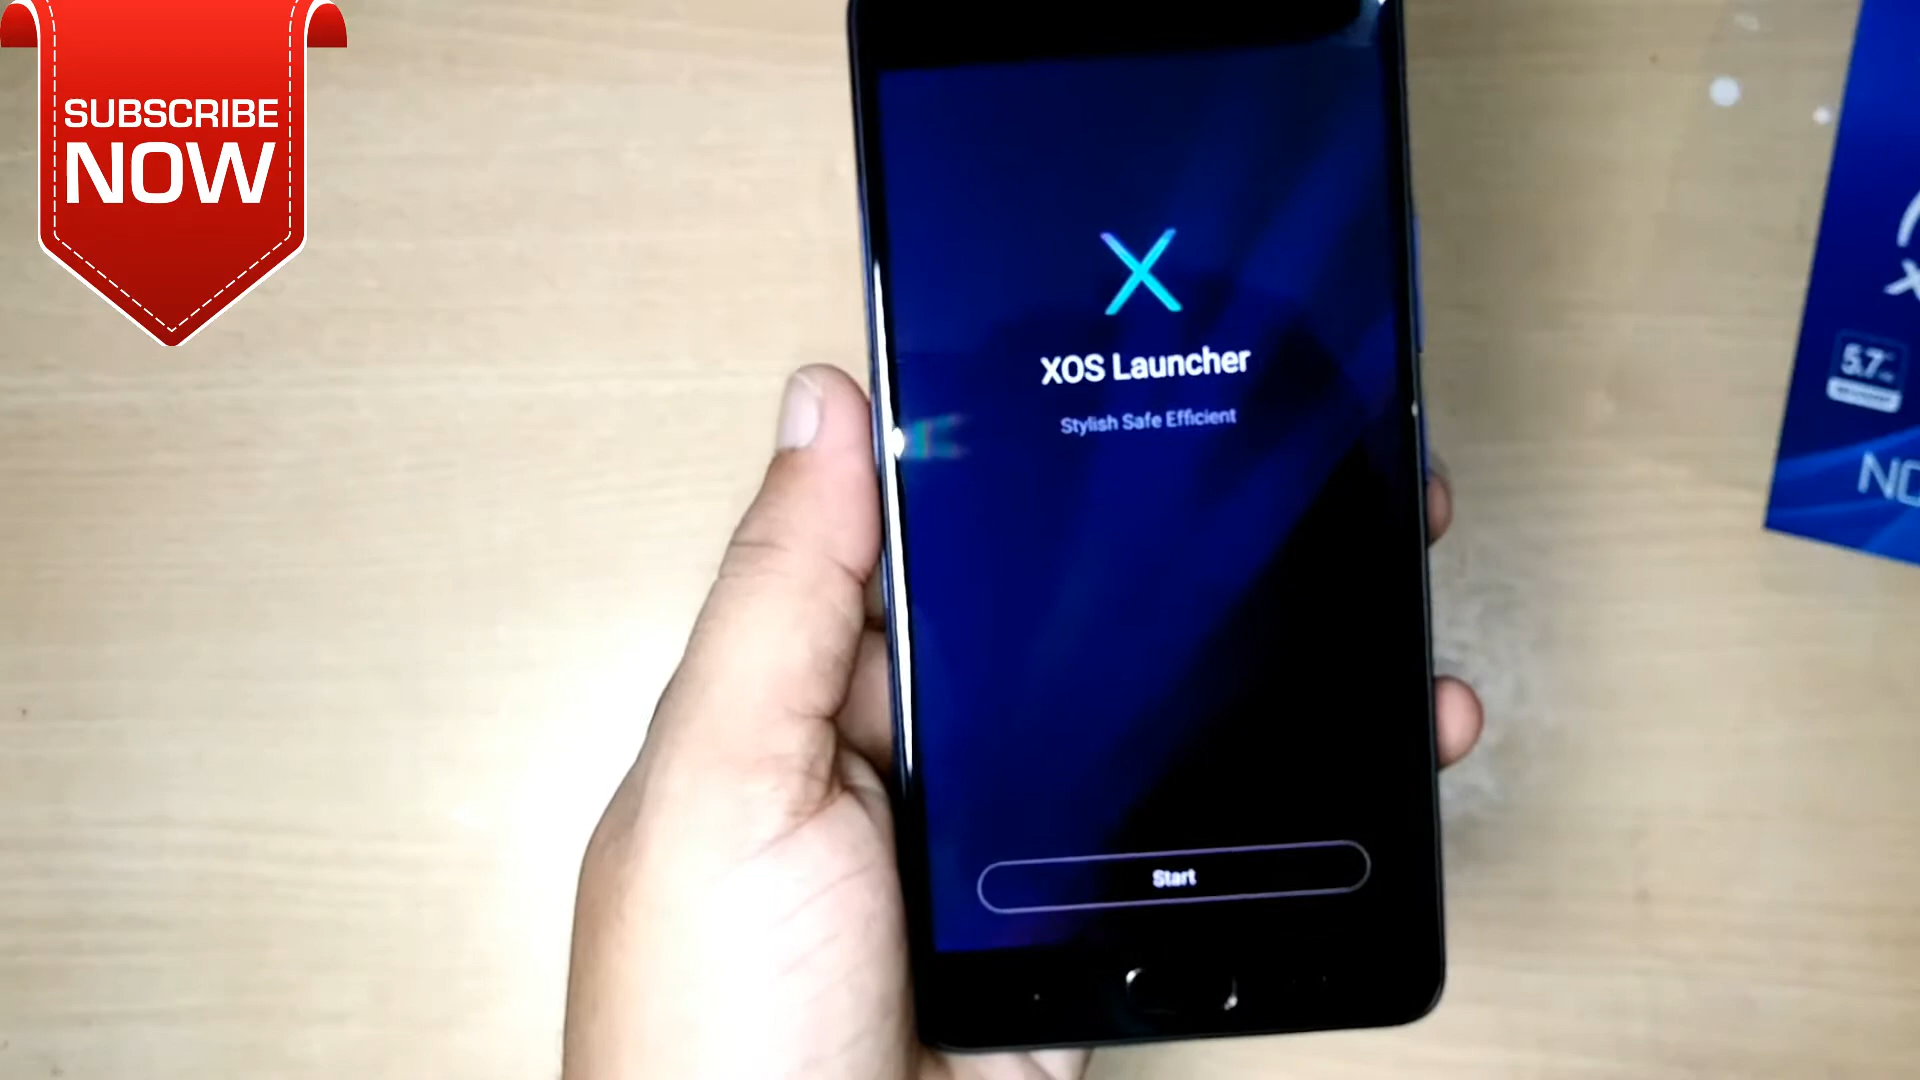 SUBSCRIBE
NOW
XOS Launcher
Stylish Safe Efficient
Start
5.7"